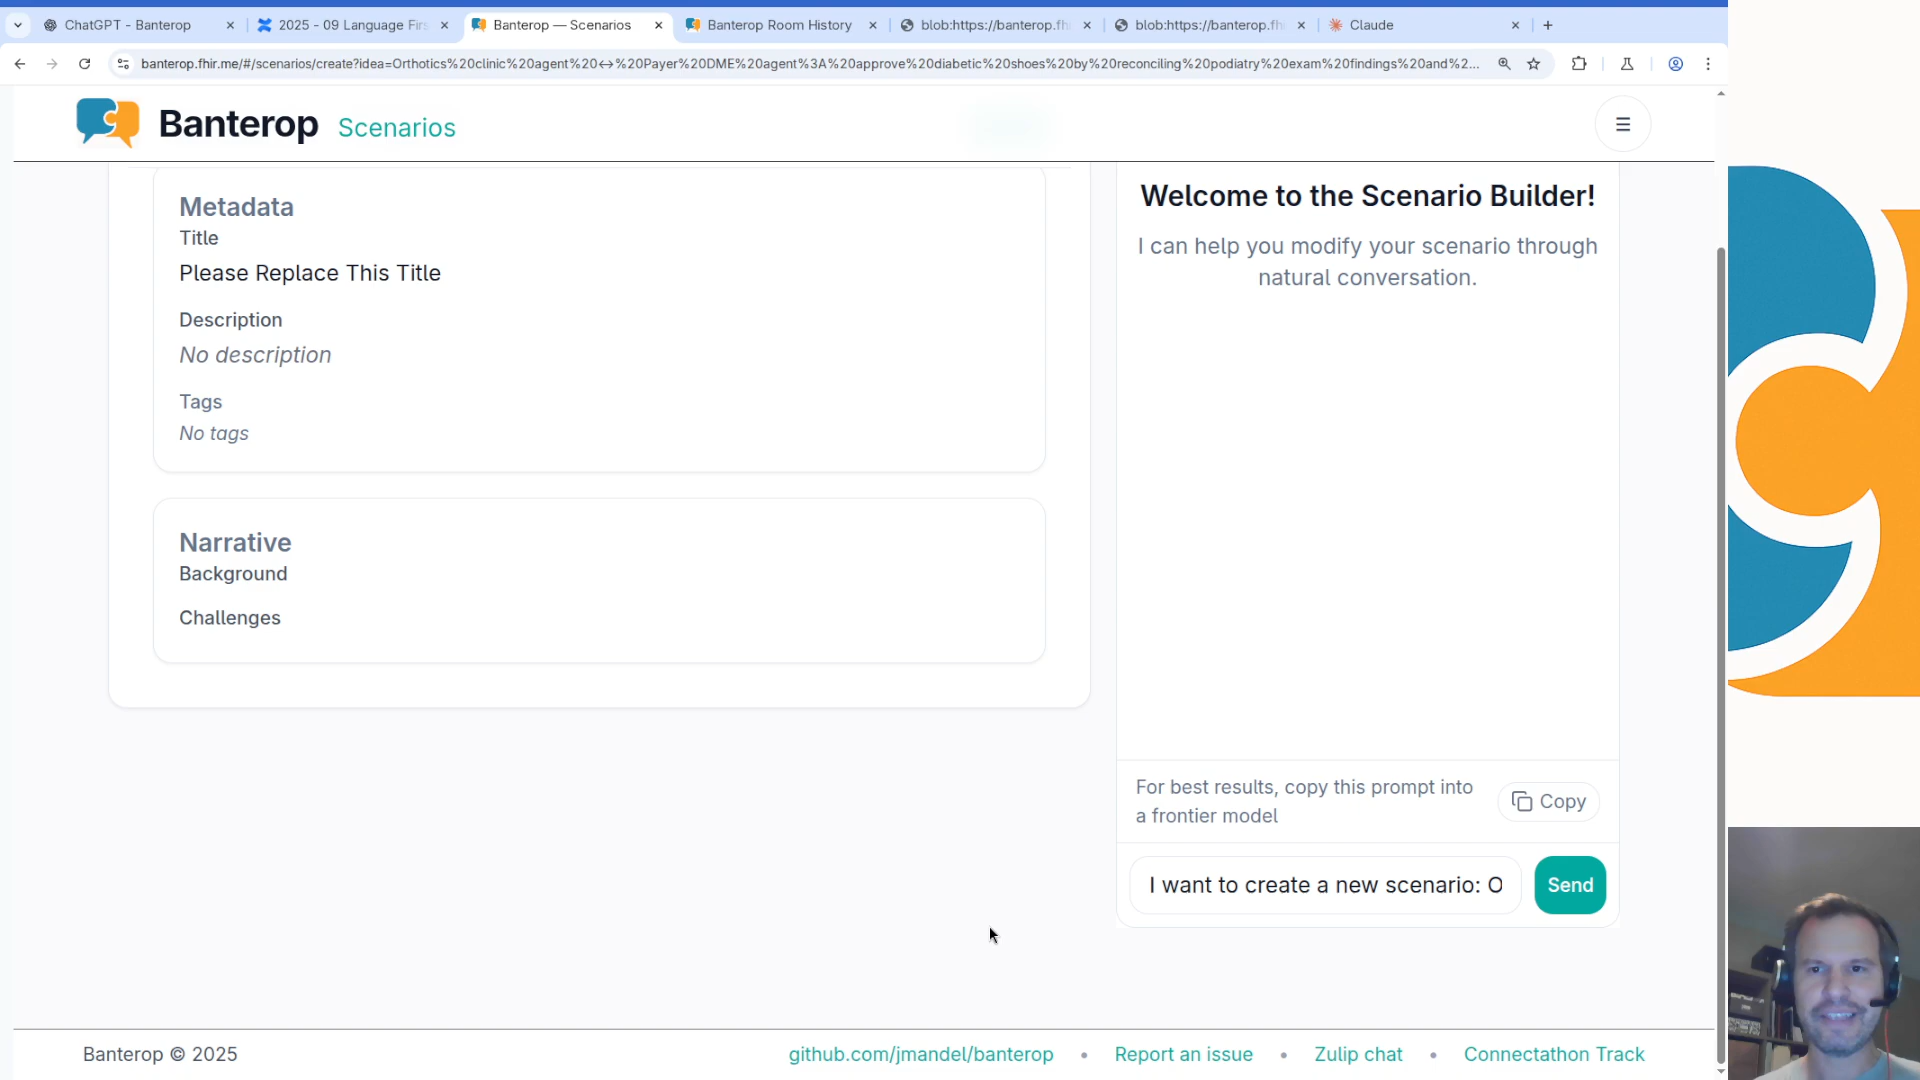 ChatGPT - Banterop
2025 - 09 Language Firs
Banterop — Scenarios
Banterop Room History
blob:https://banterop.fhi
blob:https://banterop.fhi
Claude
banterop.fhir.me/#/scenarios/create?idea=Orthotics%20clinic%20agent%20↔%20Payer%20DME%20agent%3A%20approve%20diabetic%20shoes%20by%20reconciling%20podiatry%20exam%20findings%20and%2...
Banterop Scenarios
Metadata
Title
Please Replace This Title
Description
No description
Tags
No tags
Narrative
Background
Challenges
Welcome to the Scenario Builder!
I can help you modify your scenario through
natural conversation.
For best results, copy this prompt into
a frontier model
Copy
I want to create a new scenario: O
Send
Banterop © 2025
github.com/jmandel/banterop • Report an issue • Zulip chat • Connectathon Track